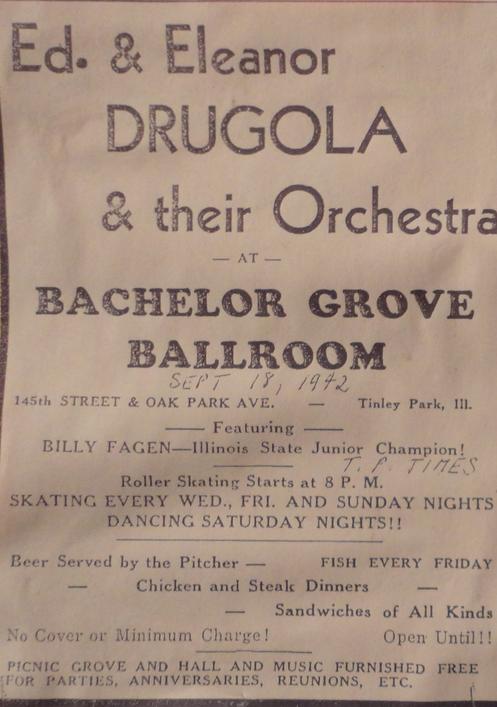 Ed. & Eleanor
DRUGOLA
& their Orchestra
— AT —
BACHELOR GROVE
BALLROOM
SEPT 18, 1942
145th STREET & OAK PARK AVE. — Tinley Park, Ill.
— Featuring —
BILLY FAGEN—Illinois State Junior Champion!
T. P. TIMES
Roller Skating Starts at 8 P. M.
SKATING EVERY WED., FRI. AND SUNDAY NIGHTS
DANCING SATURDAY NIGHTS!!
Beer Served by the Pitcher — FISH EVERY FRIDAY
— Chicken and Steak Dinners —
— Sandwiches of All Kinds
No Cover or Minimum Charge! Open Until!!
PICNIC GROVE AND HALL AND MUSIC FURNISHED FREE
FOR PARTIES, ANNIVERSARIES, REUNIONS, ETC.